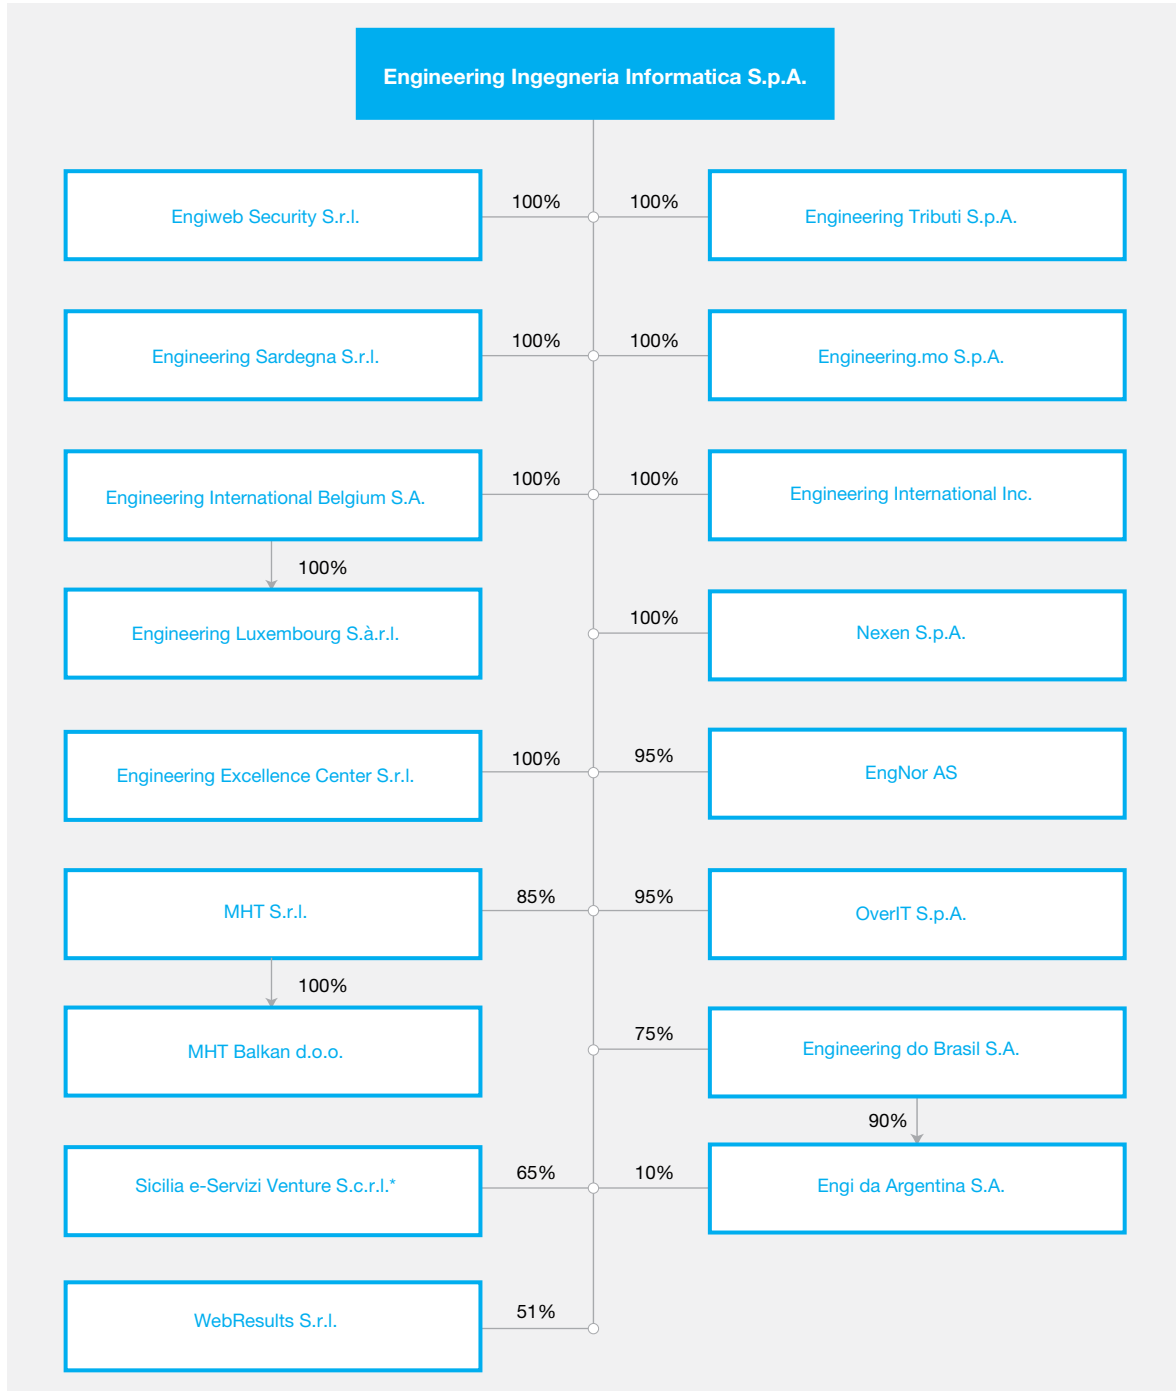 Engineering Ingegneria Informatica S.p.A.
Engiweb Security S.r.l.
100%
100%
Engineering Tributi S.p.A.
Engineering Sardegna S.r.l.
100%
100%
Engineering.mo S.p.A.
Engineering International Belgium S.A.
100%
100%
Engineering International Inc.
100%
Engineering Luxembourg S.à.r.l.
100%
Nexen S.p.A.
Engineering Excellence Center S.r.l.
100%
95%
EngNor AS
MHT S.r.l.
85%
95%
OverIT S.p.A.
100%
MHT Balkan d.o.o.
75%
Engineering do Brasil S.A.
90%
Sicilia e-Servizi Venture S.c.r.l.*
65%
10%
Engi da Argentina S.A.
WebResults S.r.l.
51%